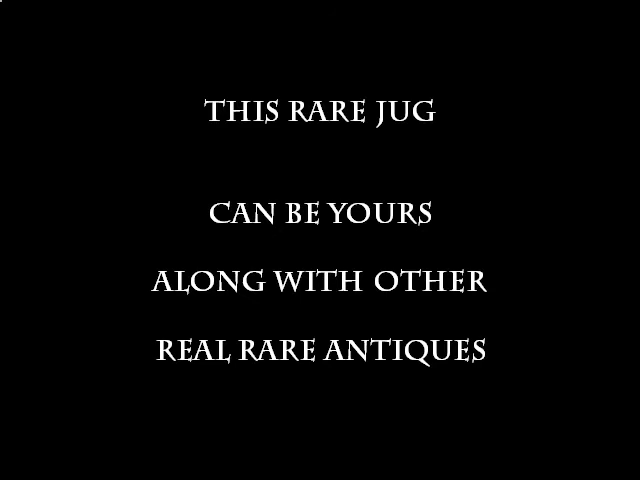 THIS RARE JUG
CAN BE YOURS
ALONG WITH OTHER
REAL RARE ANTIQUES